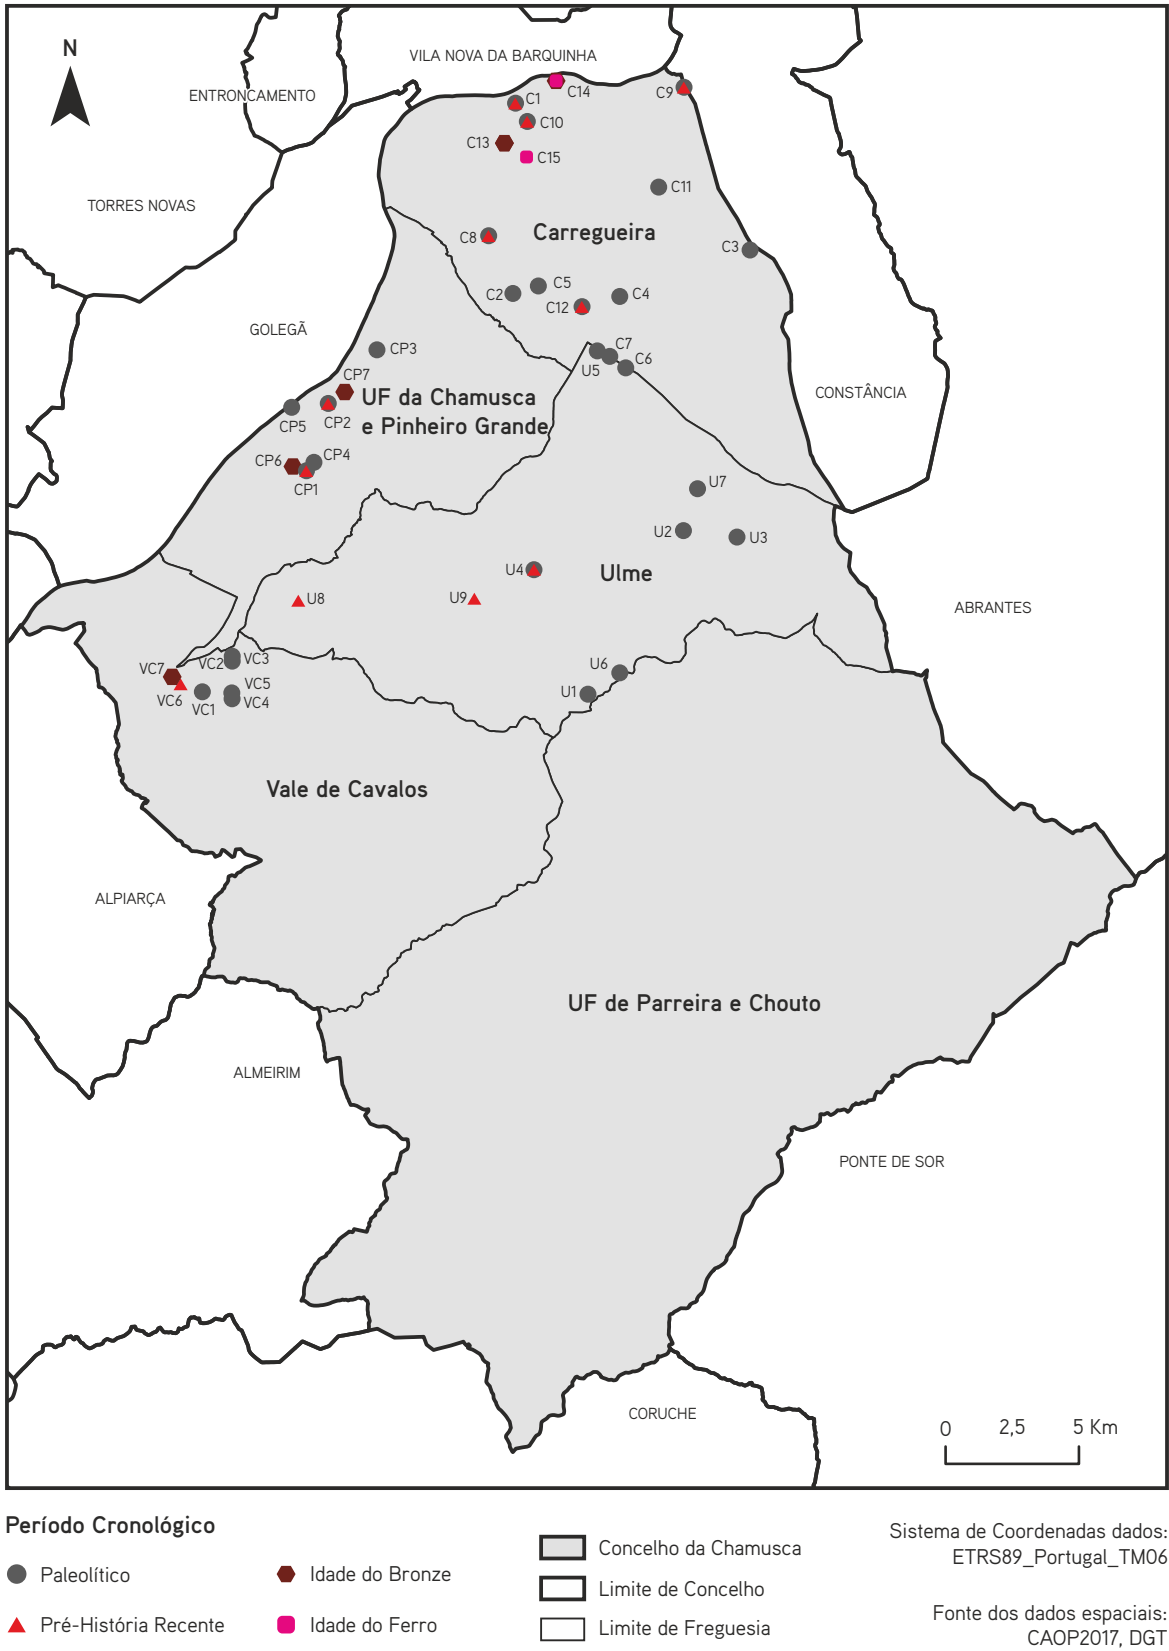 N
VILA NOVA DA BARQUINHA
ENTRONCAMENTO
C14
C9
C1
C10
C13
C15
TORRES NOVAS
C11
C8
Carregueira
C3
C5
C2
C4
C12
GOLEGÃ
C7
CP3
U5
C6
CP7
CONSTÂNCIA
UF da Chamusca
e Pinheiro Grande
CP5
CP2
CP6
CP4
CP1
U7
U2
U3
U4
Ulme
U8
U9
ABRANTES
VC2
VC3
VC7
U6
VC5
VC6
VC1
VC4
U1
Vale de Cavalos
ALPIARÇA
UF de Parreira e Chouto
ALMEIRIM
PONTE DE SOR
CORUCHE
0 2,5 5 Km
Período Cronológico
Paleolítico
Pré-História Recente
Idade do Bronze
Idade do Ferro
Concelho da Chamusca
Limite de Concelho
Limite de Freguesia
Sistema de Coordenadas dados:
ETRS89_Portugal_TM06
Fonte dos dados espaciais:
CAOP2017, DGT